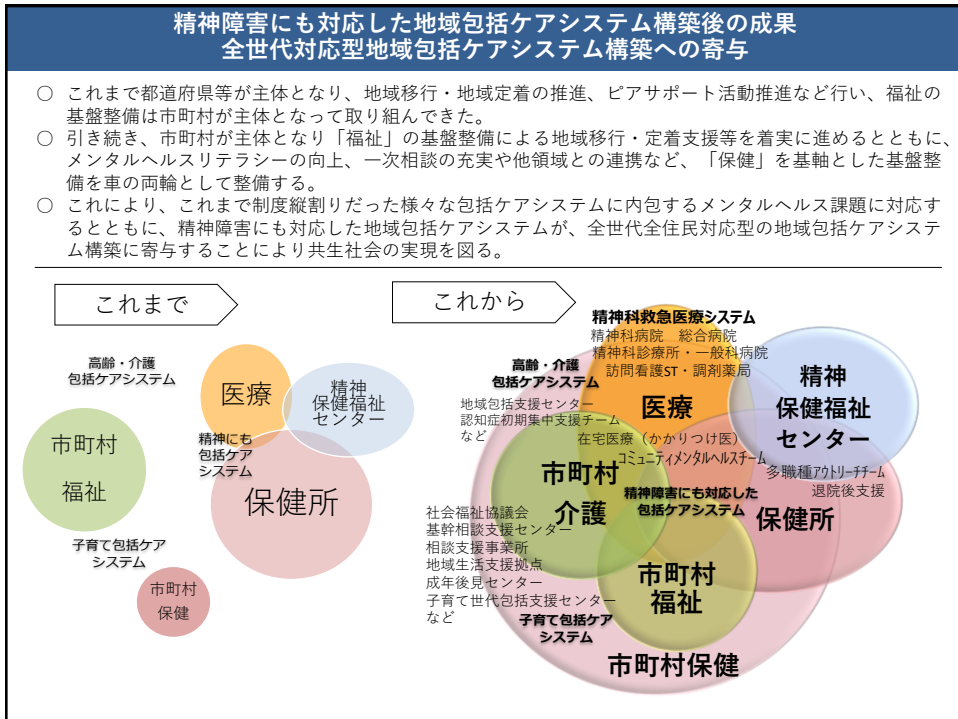 精神障害にも対応した地域包括ケアシステム構築後の成果
全世代対応型地域包括ケアシステム構築への寄与
○ これまで都道府県等が主体となり、地域移行・地域定着の推進、ピアサポート活動推進など行い、福祉の
基盤整備は市町村が主体となって取り組んできた。
○ 引き続き、市町村が主体となり「福祉」の基盤整備による地域移行・定着支援等を着実に進めるとともに、
メンタルヘルスリテラシーの向上、一次相談の充実や他領域との連携など、「保健」を基軸とした基盤整
備を車の両輪として整備する。
○ これにより、これまで制度縦割りだった様々な包括ケアシステムに内包するメンタルヘルス課題に対応す
るとともに、精神障害にも対応した地域包括ケアシステムが、全世代全住民対応型の地域包括ケアシステ
ム構築に寄与することにより共生社会の実現を図る。
これまで
高齢・介護
包括ケアシステム
医療
精神
保健福祉
センター
市町村
福祉
精神にも
包括ケア
システム
保健所
子育て包括ケア
システム
市町村
保健
これから
精神科救急医療システム
精神科病院 総合病院
精神科診療所・一般科病院
訪問看護ST・調剤薬局
高齢・介護
包括ケアシステム
医療
精神
保健福祉
センター
地域包括支援センター
認知症初期集中支援チーム
など
在宅医療（かかりつけ医）
コミュニティメンタルヘルスチーム
市町村
介護
多職種アウトリーチチーム
退院後支援
精神障害にも対応した
包括ケアシステム
保健所
社会福祉協議会
基幹相談支援センター
相談支援事業所
地域生活支援拠点
成年後見センター
子育て世代包括支援センター
など
市町村
福祉
子育て包括ケア
システム
市町村保健